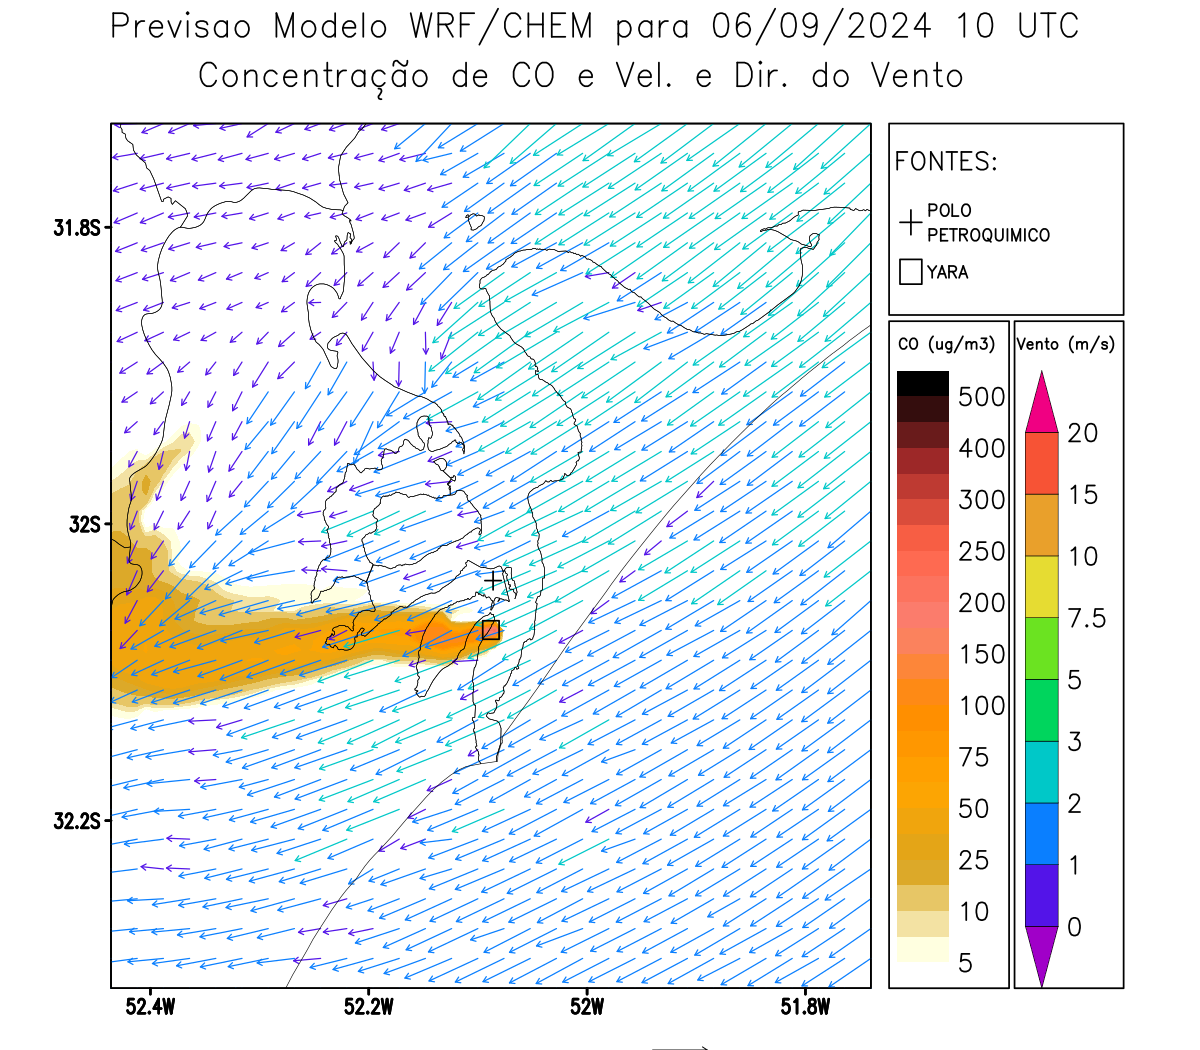 Previsao Modelo WRF/CHEM para 06/09/2024 10 UTC
Concentração de CO e Vel. e Dir. do Vento
FONTES:
POLO
PETROQUIMICO
YARA
CO (ug/m3)
500
400
300
250
200
150
100
75
50
25
10
5
Vento (m/s)
20
15
10
7.5
5
3
2
1
0
31.8S
32S
32.2S
52.4W
52.2W
52W
51.8W